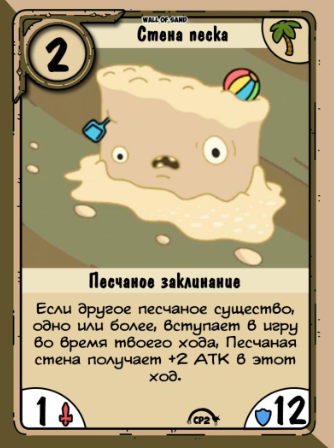 WALL OF SAND
2
Стена песка
Песчаное заклинание
Если другое песчаное существо,
одно или более, вступает в игру
во время твоего хода, Песчаная
стена получает +2 АТК в этот
ход.
1
СР2
12